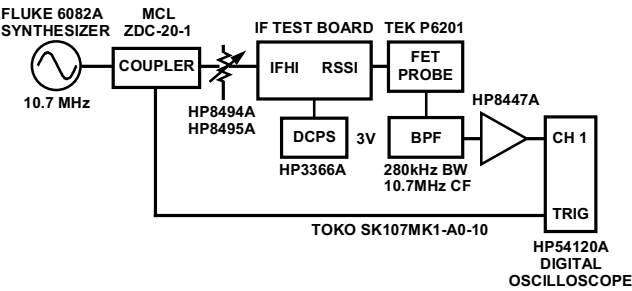 FLUKE 6082A
SYNTHESIZER
10.7 MHz
MCL
ZDC-20-1
COUPLER
HP8494A
HP8495A
IF TEST BOARD
IFHI RSSI
DCPS
3V
HP3366A
TEK P6201
FET
PROBE
BPF
280kHz BW
10.7MHz CF
HP8447A
CH 1
TRIG
TOKO SK107MK1-A0-10
HP54120A
DIGITAL
OSCILLOSCOPE